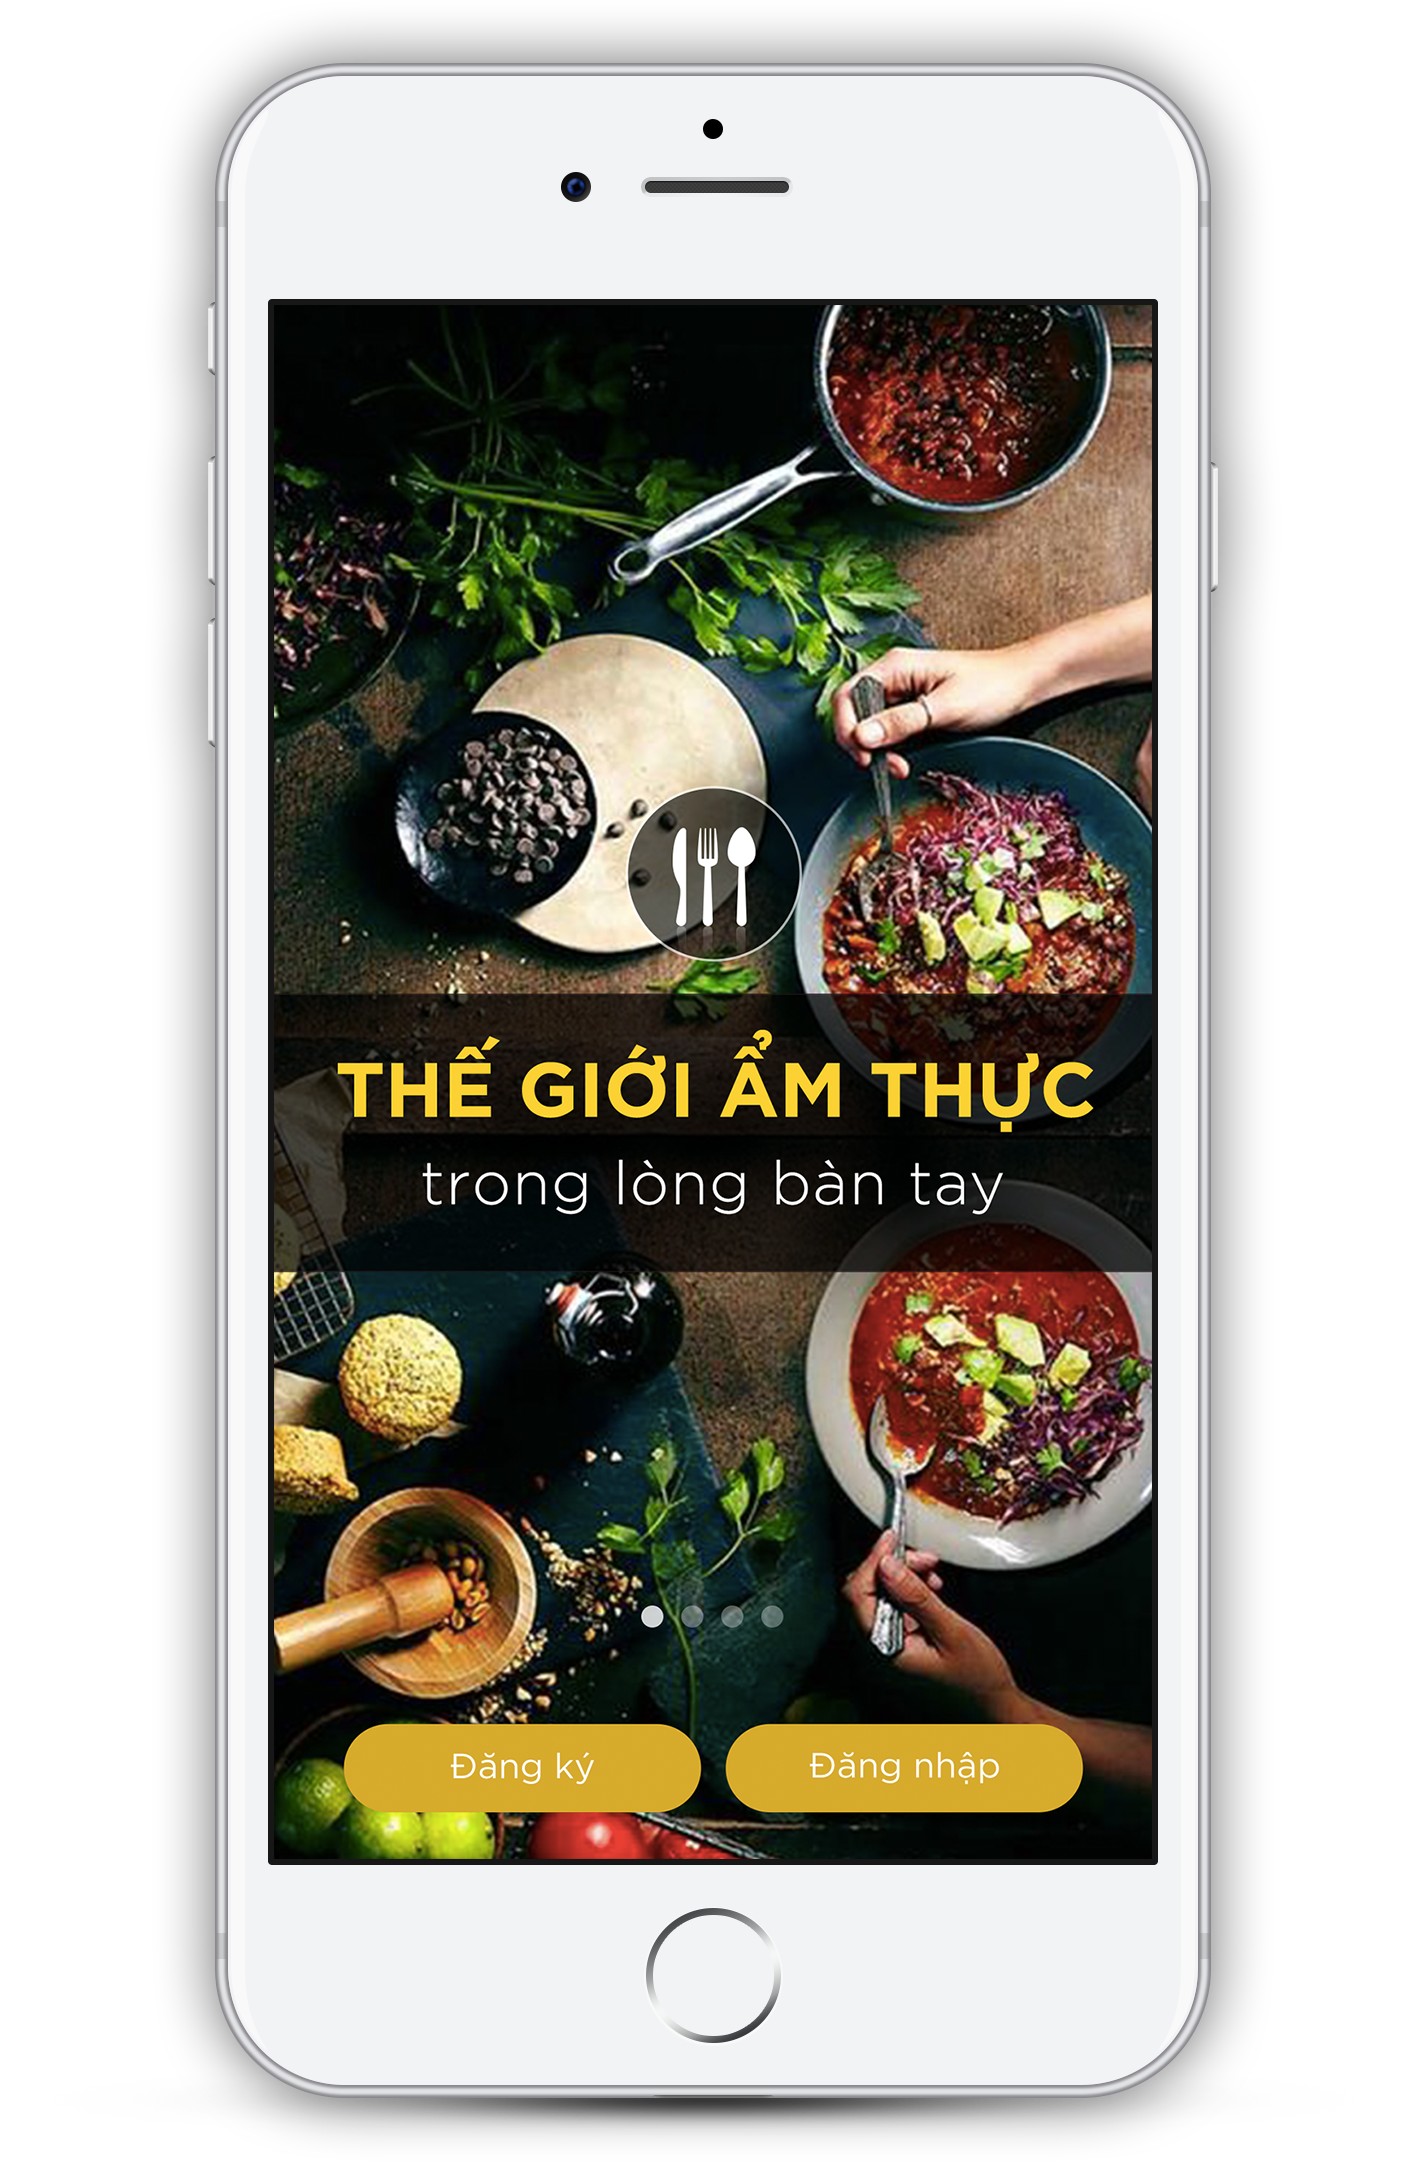 THẾ GIỚI ẨM THỰC
trong lòng bàn tay
Đăng ký
Đăng nhập